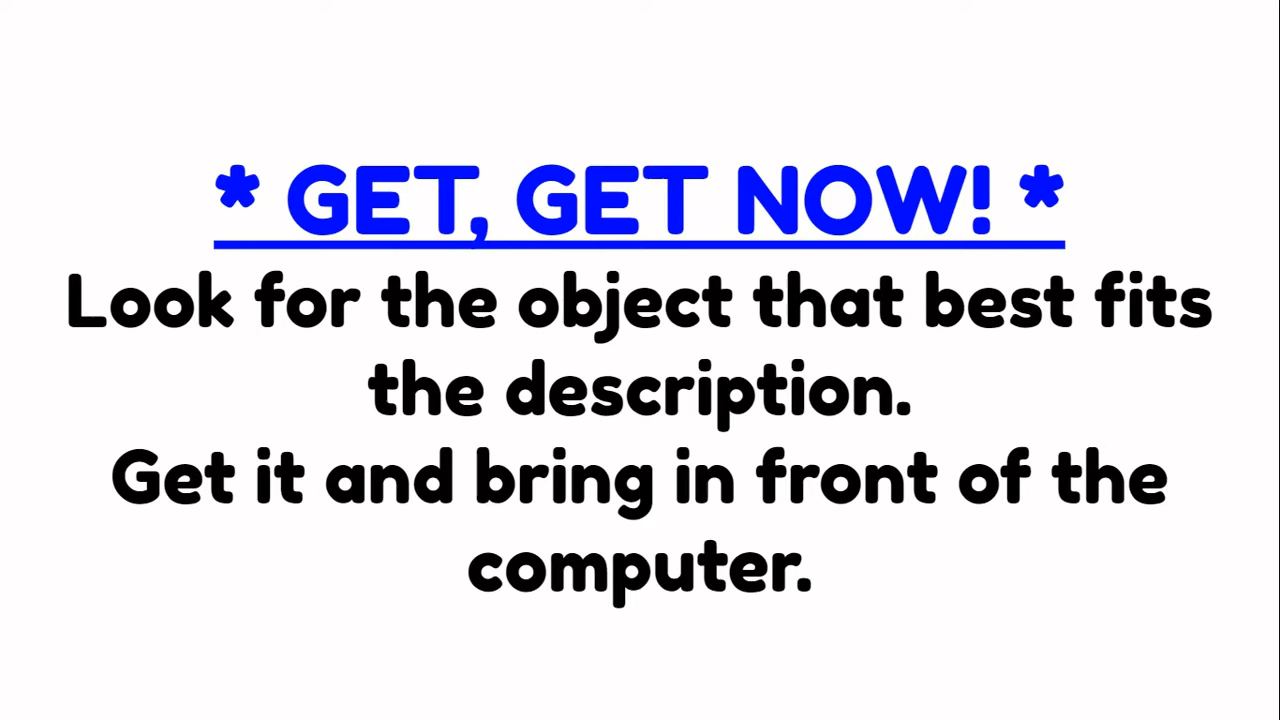 * GET, GET NOW! *
Look for the object that best fits
the description.
Get it and bring in front of the
computer.